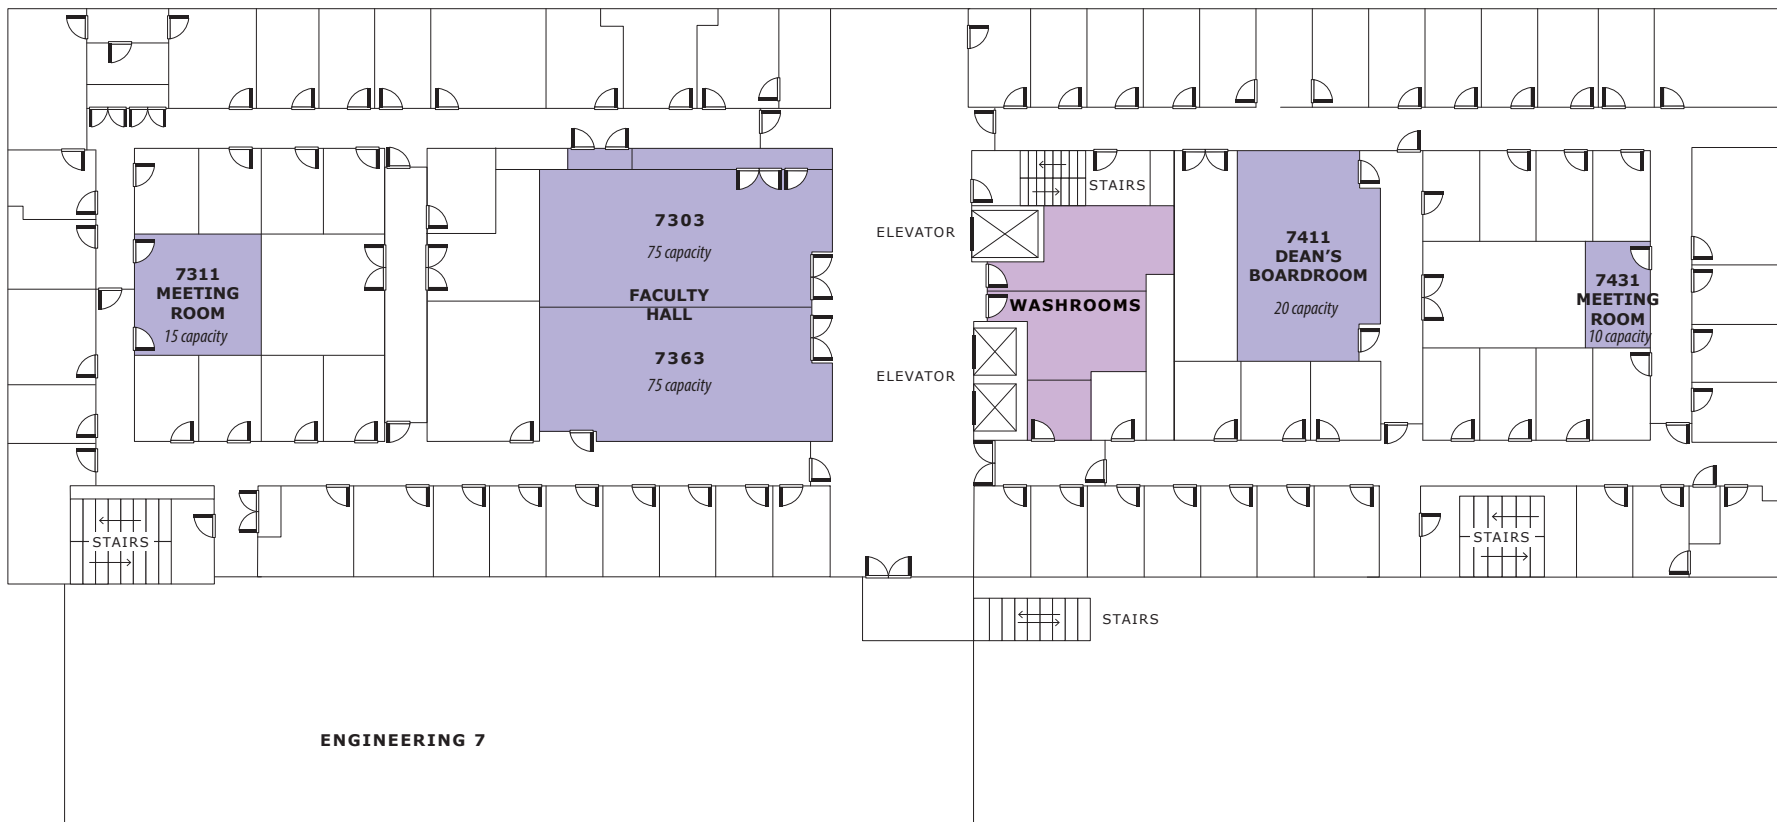 STAIRS
7303
75 capacity
FACULTY
HALL
7363
75 capacity
7311
MEETING
ROOM
15 capacity
ELEVATOR
ELEVATOR
WASHROOMS
7411
DEAN'S
BOARDROOM
20 capacity
7431
MEETING
ROOM
10 capacity
STAIRS
STAIRS
STAIRS
ENGINEERING 7